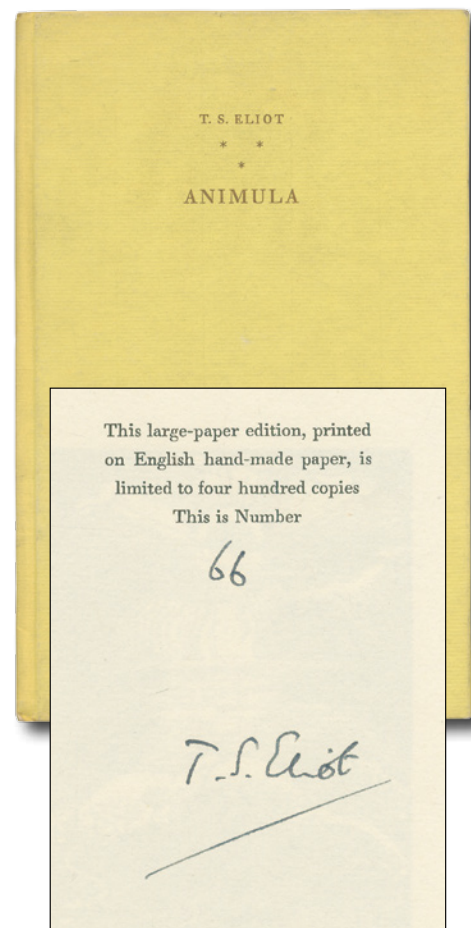 T. S. ELIOT
* *
*
ANIMULA
This large-paper edition, printed
on English hand-made paper, is
limited to four hundred copies
This is Number
66
T. S. Eliot